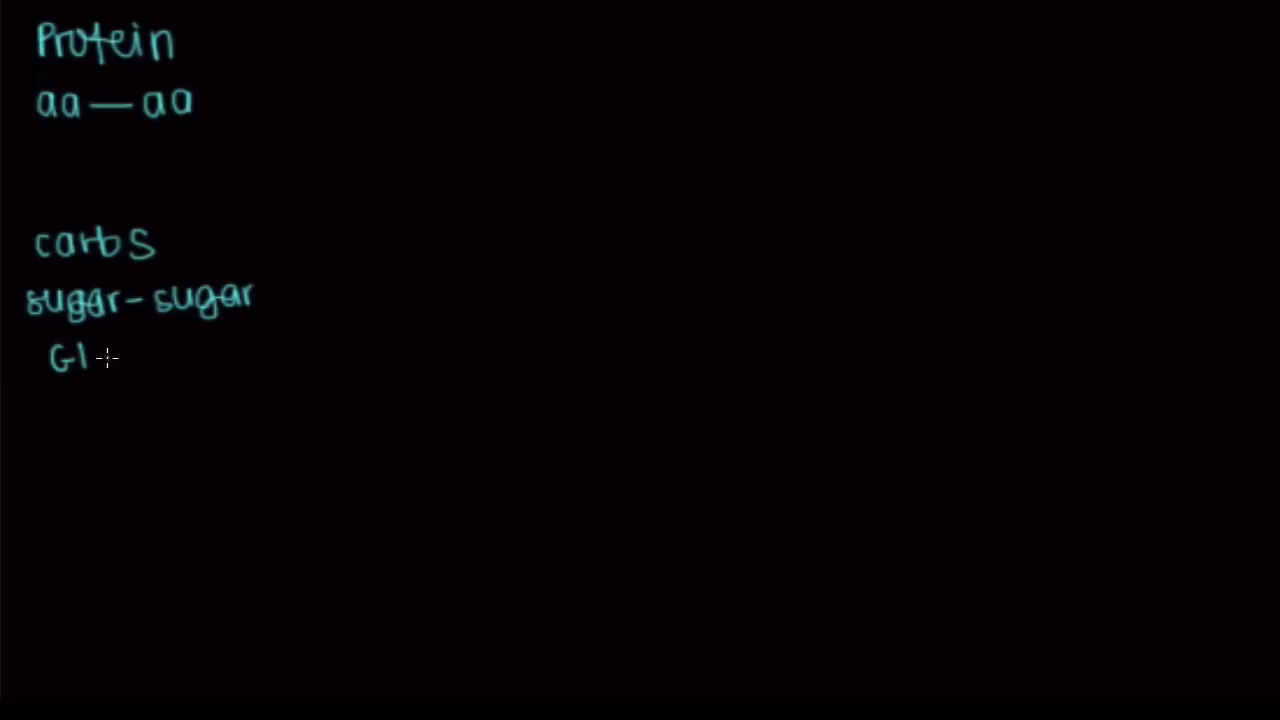 Protein
aa — aa
carbs
sugar - sugar
Gl